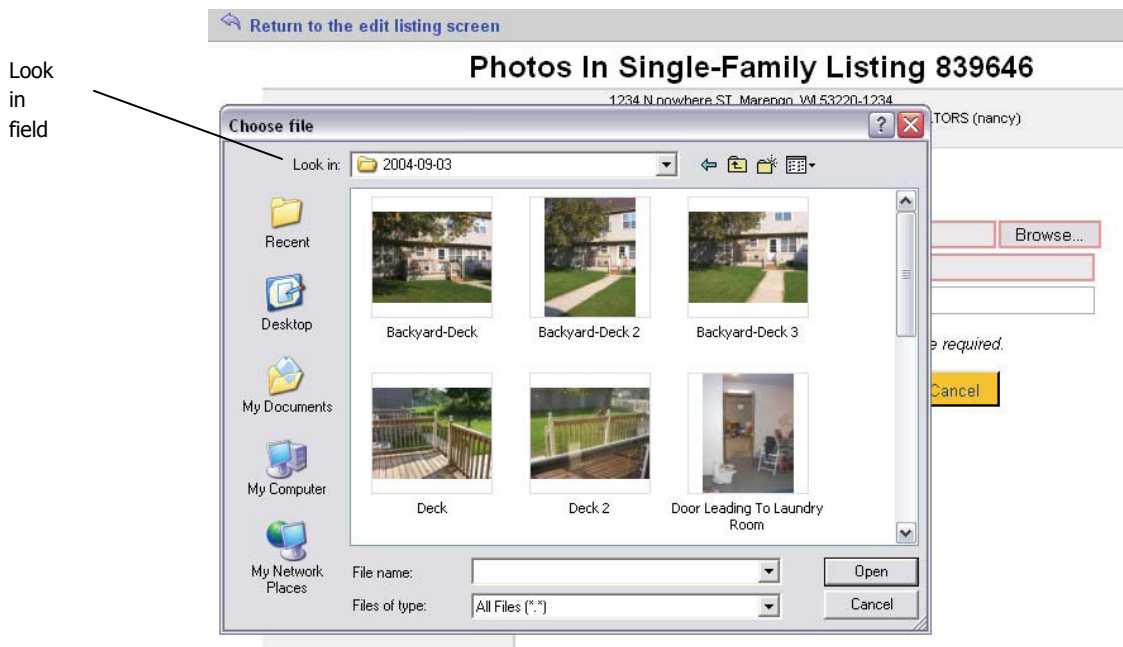 Return to the edit listing screen
Look
in
field
Photos In Single-Family Listing 839646
1234 N nowhere ST, Marengo, WI 53220-1234
TORS (nancy)
Choose file
Look in:
2004-09-03
Recent
Desktop
My Documents
My Computer
My Network
Places
Backyard-Deck
Backyard-Deck 2
Backyard-Deck 3
Deck
Deck 2
Door Leading To Laundry
Room
File name:
Open
Files of type:
All Files (*.*)
Cancel
Browse...
required.
Cancel